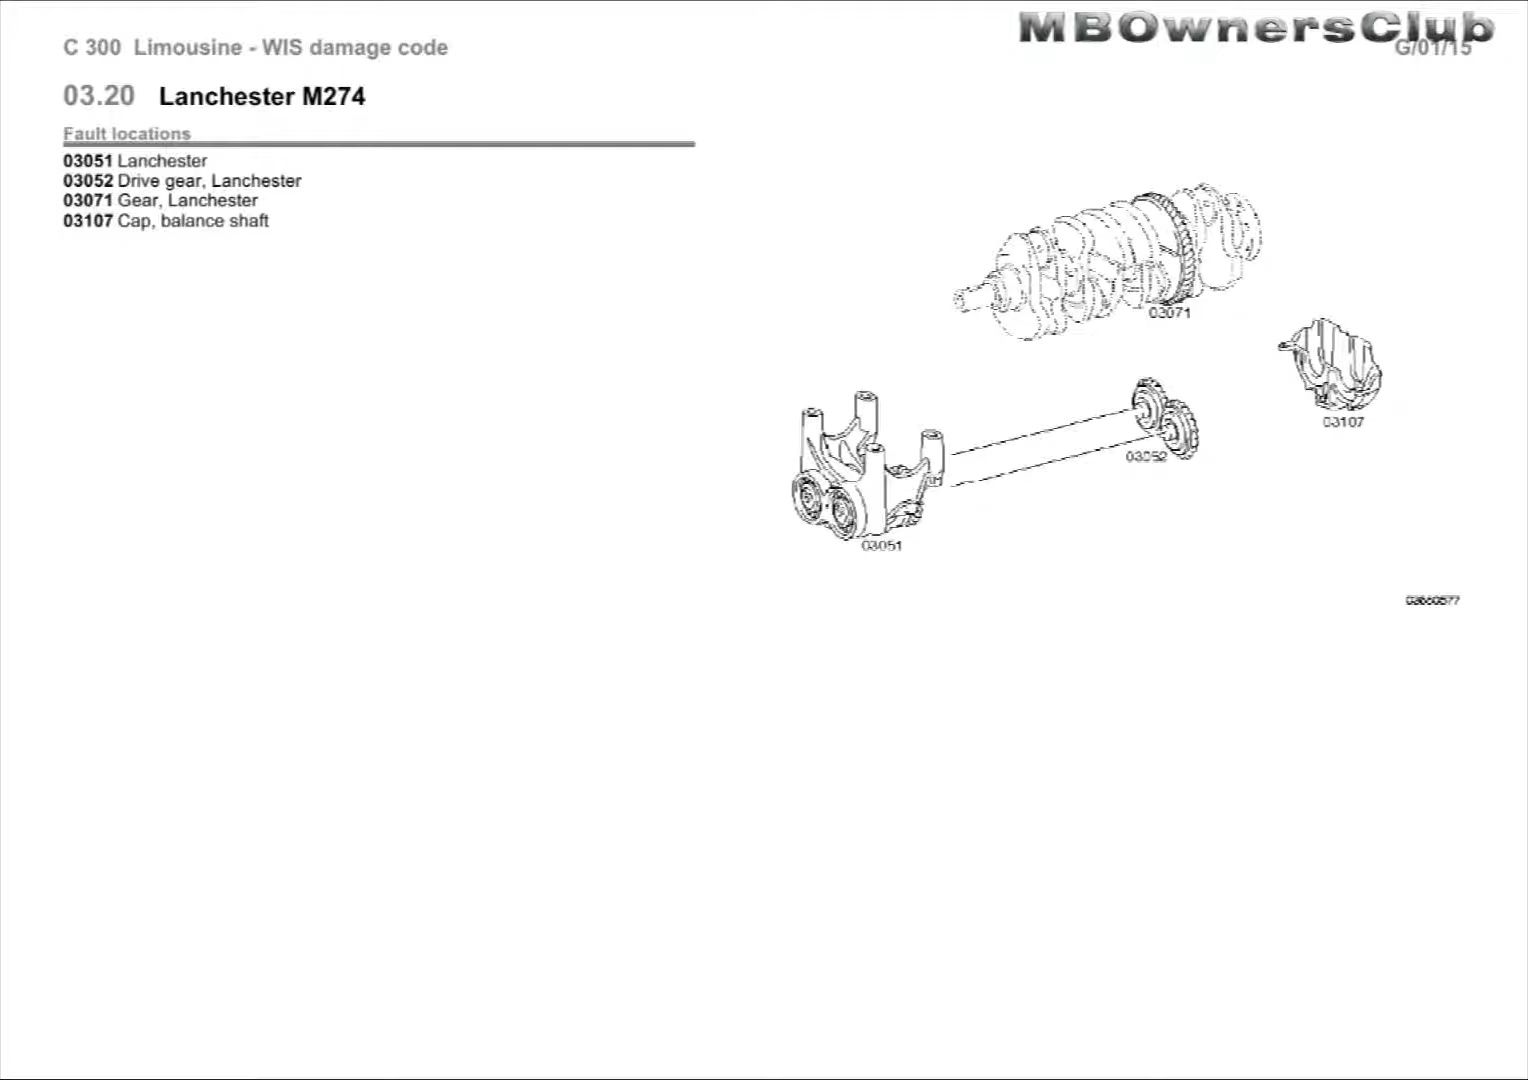 MBOwnersClub
C 300 Limousine - WIS damage code
G/01/15
03.20 Lanchester M274
Fault locations
03051 Lanchester
03052 Drive gear, Lanchester
03071 Gear, Lanchester
03107 Cap, balance shaft
03071
03107
03052
03051